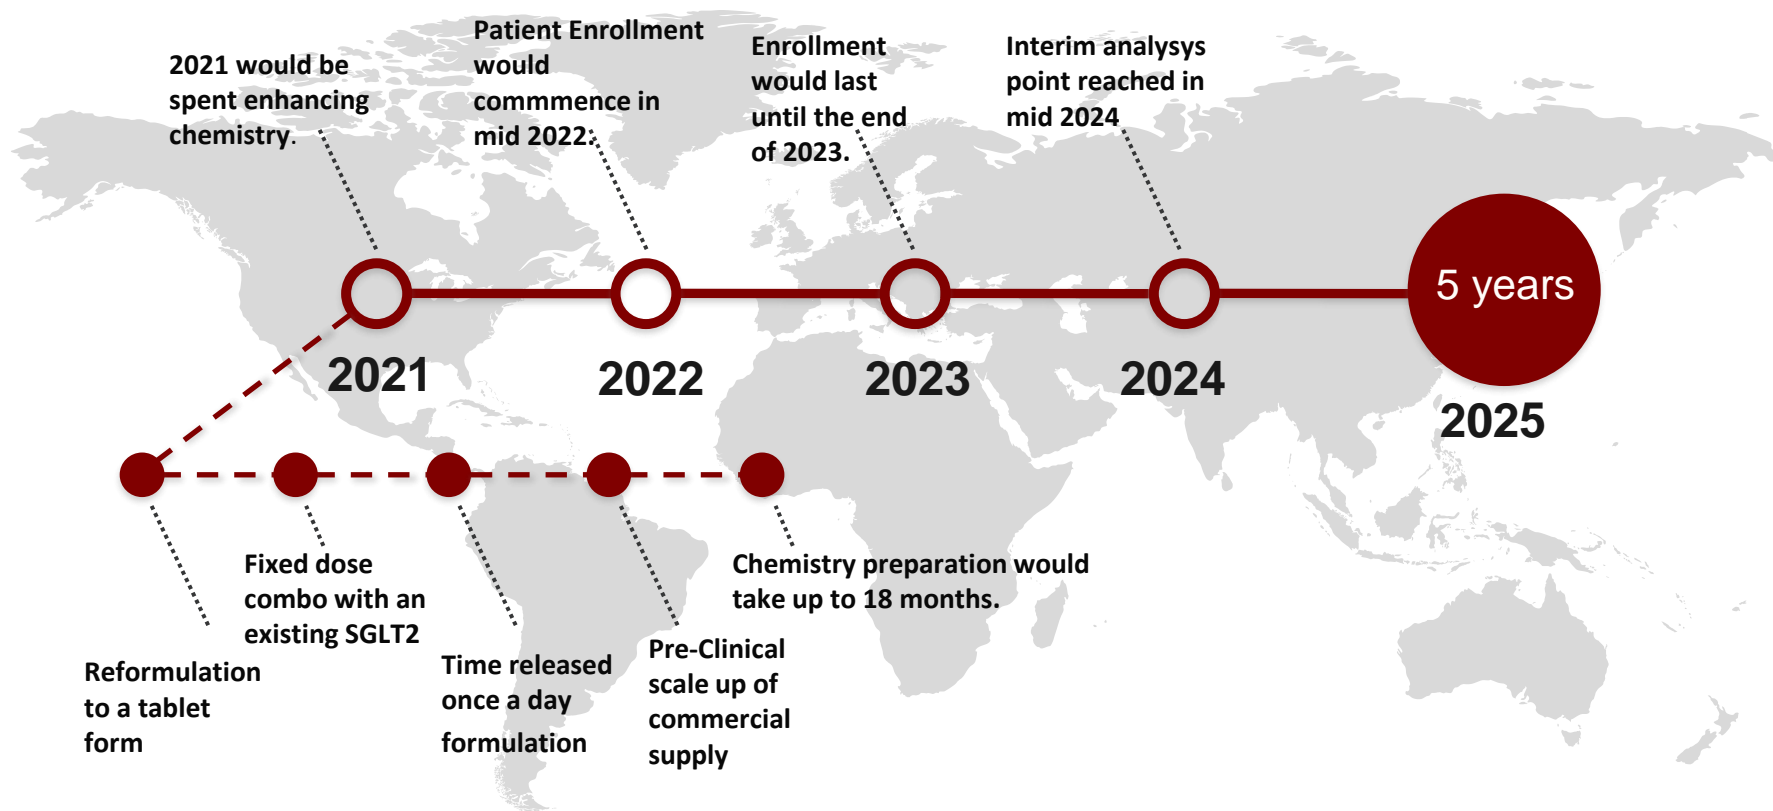 2021 would be
spent enhancing
chemistry.
Patient Enrollment
would
commmence in
mid 2022.
Enrollment
would last
until the end
of 2023.
Interim analysys
point reached in
mid 2024
5 years
2021
2022
2023
2024
2025
Reformulation
to a tablet
form
Fixed dose
combo with an
existing SGLT2
Time released
once a day
formulation
Pre-Clinical
scale up of
commercial
supply
Chemistry preparation would
take up to 18 months.